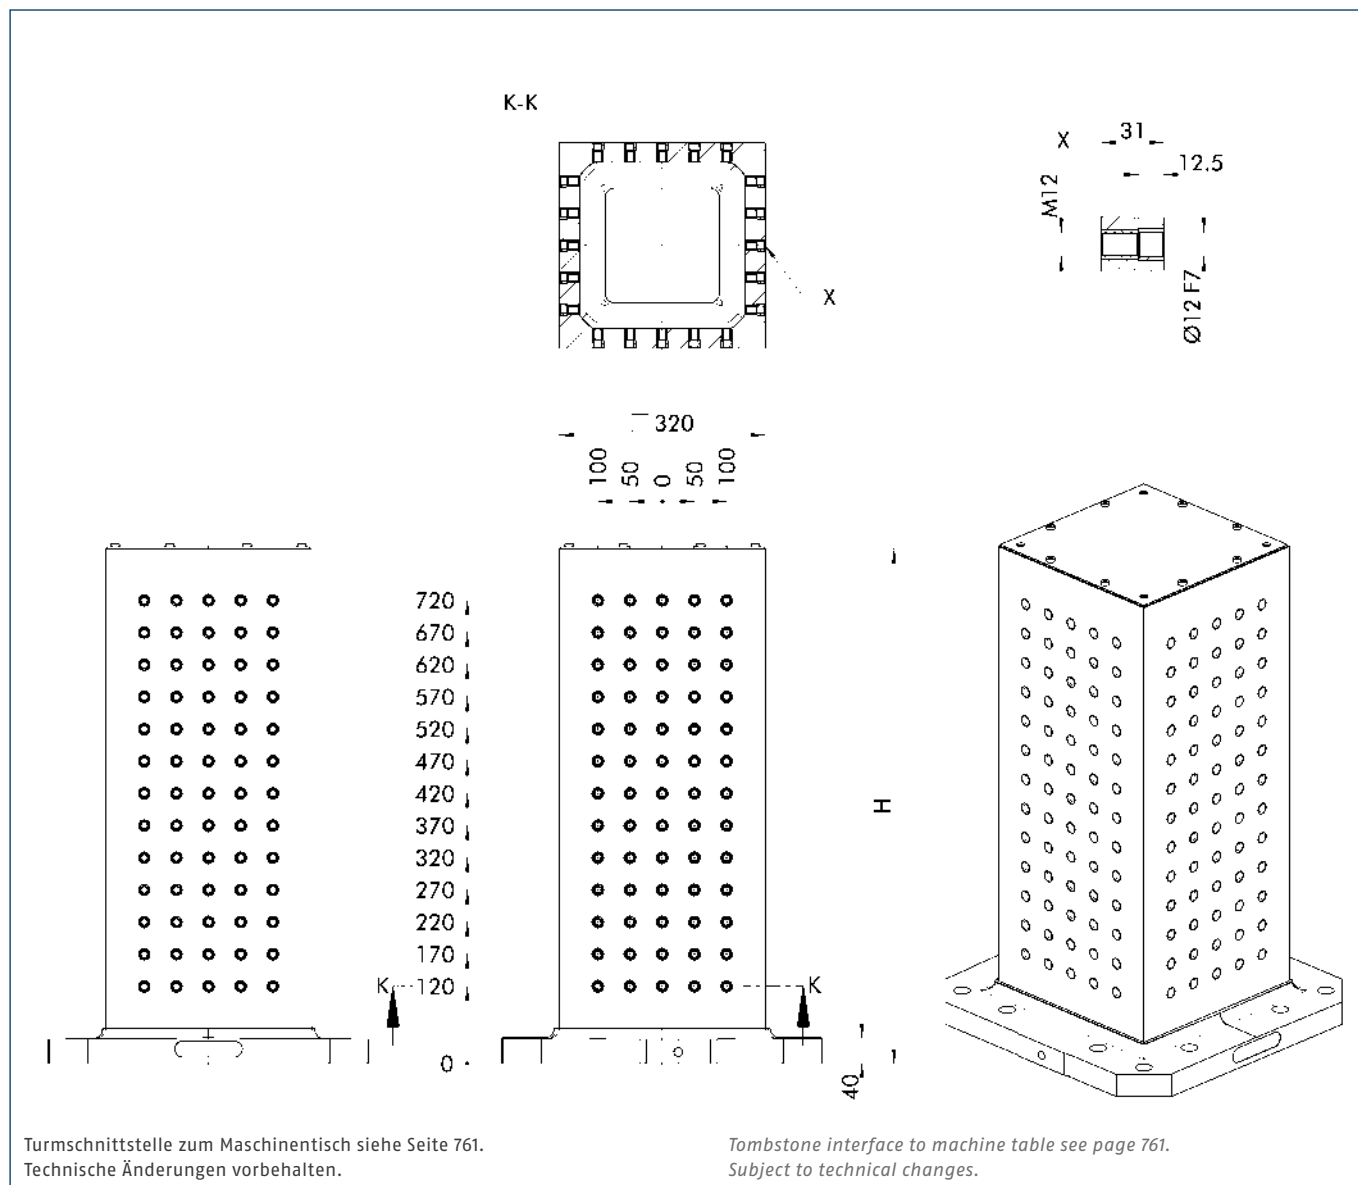 K-K
X
31
12,5
M12
Ø12 F7
X
320
100
50
0
50
100
720
670
620
570
520
470
420
370
320
270
220
170
120
0
K
K
H
40
Turmschnittstelle zum Maschinentisch siehe Seite 761.
Technische Änderungen vorbehalten.
Tombstone interface to machine table see page 761.
Subject to technical changes.